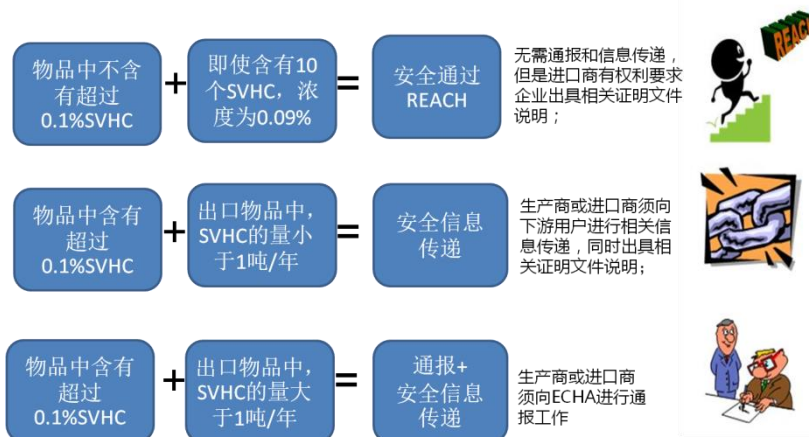 物品中不含
有超过
0.1%SVHC
+
即使含有10
个SVHC，浓
度为0.09%
=
安全通过
REACH
无需通报和信息传递，
但是进口商有权利要求
企业出具相关证明文件
说明；
REACH
物品中含有
超过
0.1%SVHC
+
出口物品中，
SVHC的量小
于1吨/年
=
安全信息
传递
生产商或进口商须向
下游用户进行相关信
息传递，同时出具相
关证明文件说明；
物品中含有
超过
0.1%SVHC
+
出口物品中，
SVHC的量大
于1吨/年
=
通报+
安全信息
传递
生产商或进口商
须向ECHA进行通
报工作